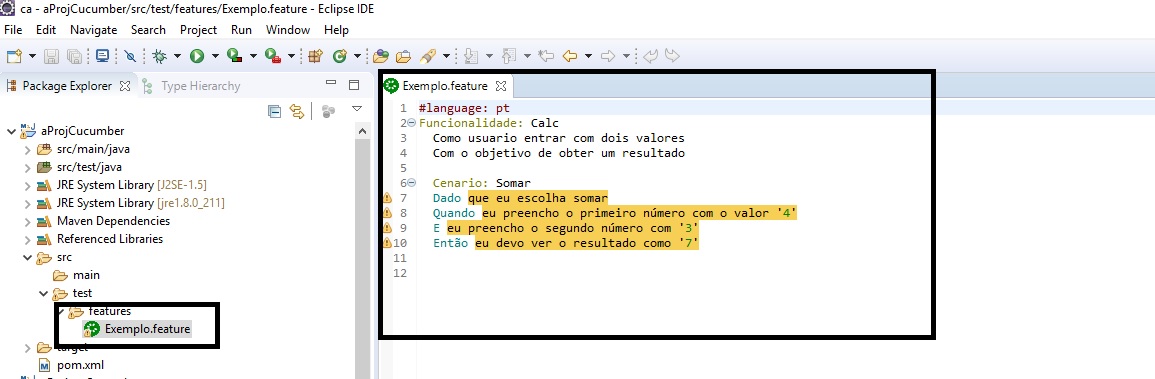 ca - aProjCucumber/src/test/features/Exemplo.feature - Eclipse IDE
File Edit Navigate Search Project Run Window Help
Package Explorer Type Hierarchy
aProjCucumber
src/main/java
src/test/java
JRE System Library [J2SE-1.5]
JRE System Library [jre1.8.0_211]
Maven Dependencies
Referenced Libraries
src
main
test
features
Exemplo.feature
target
pom.xml
Exemplo.feature
1 #language: pt
2 Funcionalidade: Calc
3 Como usuario entrar com dois valores
4 Com o objetivo de obter um resultado
5
6 Cenario: Somar
7 Dado que eu escolha somar
8 Quando eu preencho o primeiro número com o valor '4'
9 E eu preencho o segundo número com '3'
10 Então eu devo ver o resultado como '7'
11
12